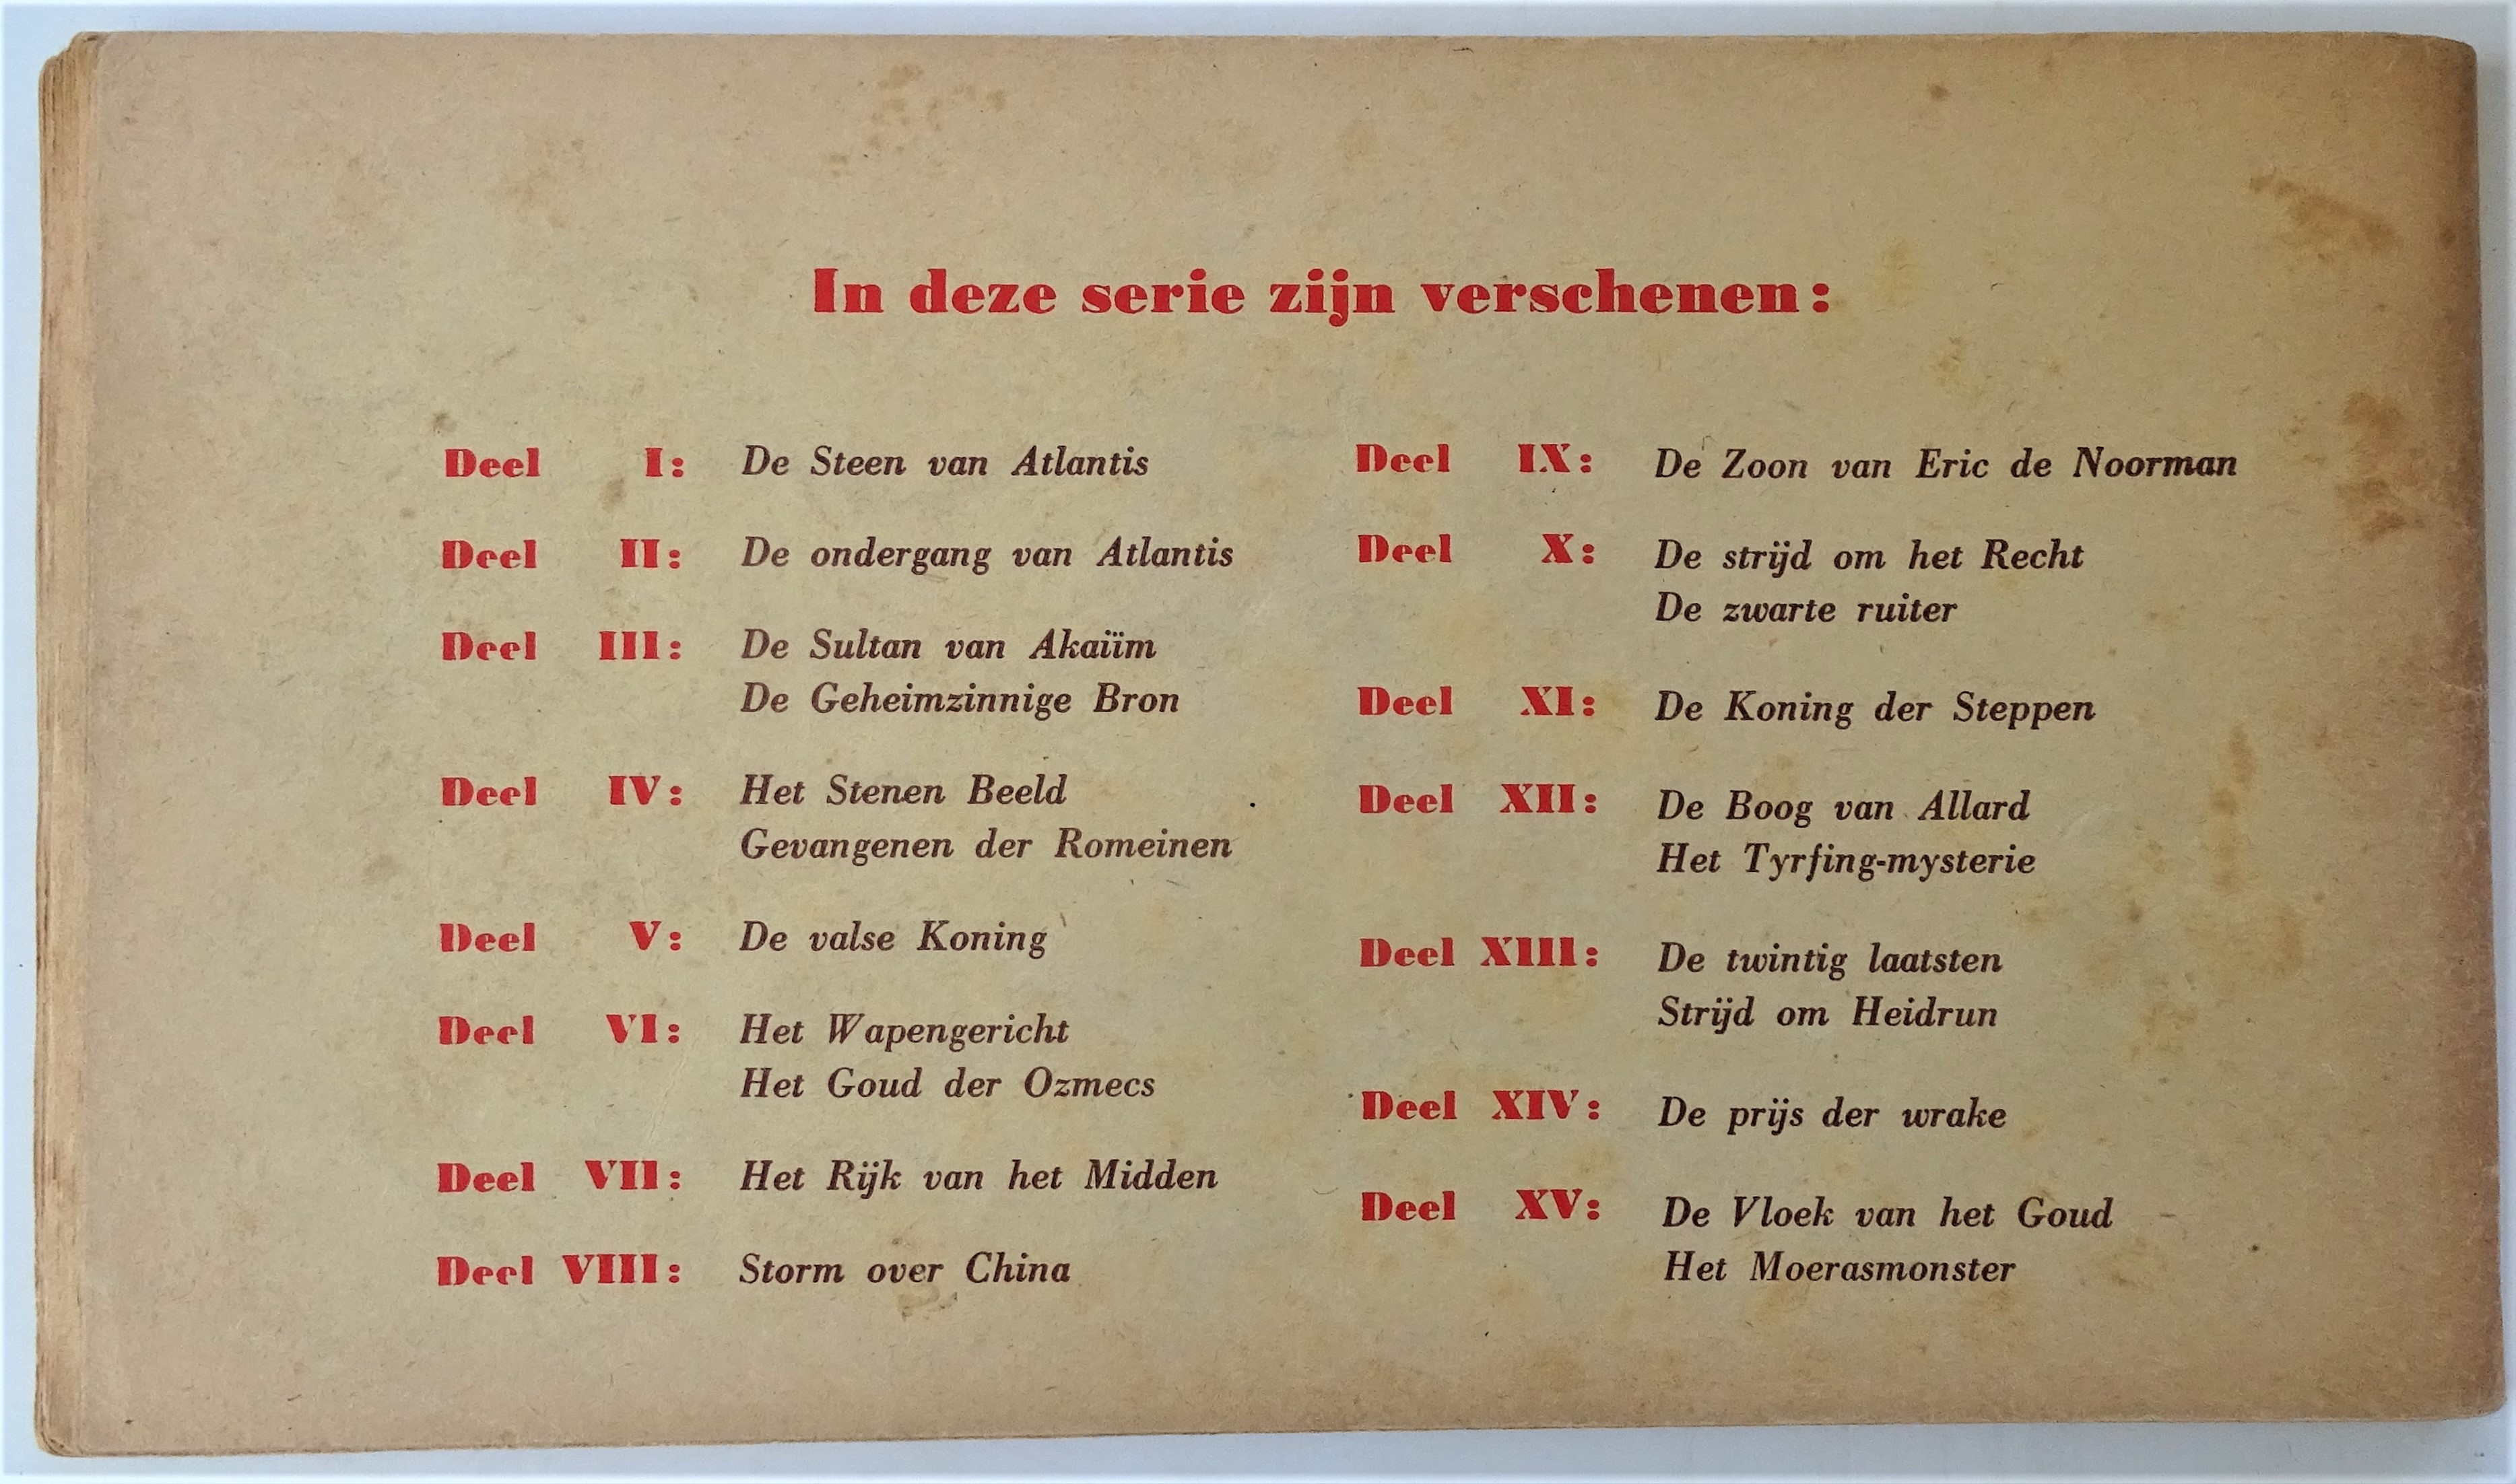 In deze serie zijn verschenen:
Deel I: De Steen van Atlantis
Deel II: De ondergang van Atlantis
Deel III: De Sultan van Akaiïm
De Geheimzinnige Bron
Deel IV: Het Stenen Beeld
Gevangenen der Romeinen
Deel V: De valse Koning
Deel VI: Het Wapengericht
Het Goud der Ozmecs
Deel VII: Het Rijk van het Midden
Deel VIII: Storm over China
Deel IX: De Zoon van Eric de Noorman
Deel X: De strijd om het Recht
De zwarte ruiter
Deel XI: De Koning der Steppen
Deel XII: De Boog van Allard
Het Tyrfing-mysterie
Deel XIII: De twintig laatsten
Strijd om Heidrun
Deel XIV: De prijs der wrake
Deel XV: De Vloek van het Goud
Het Moerasmonster